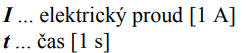 I ... elektrický proud [1 A]
t ... čas [1 s]